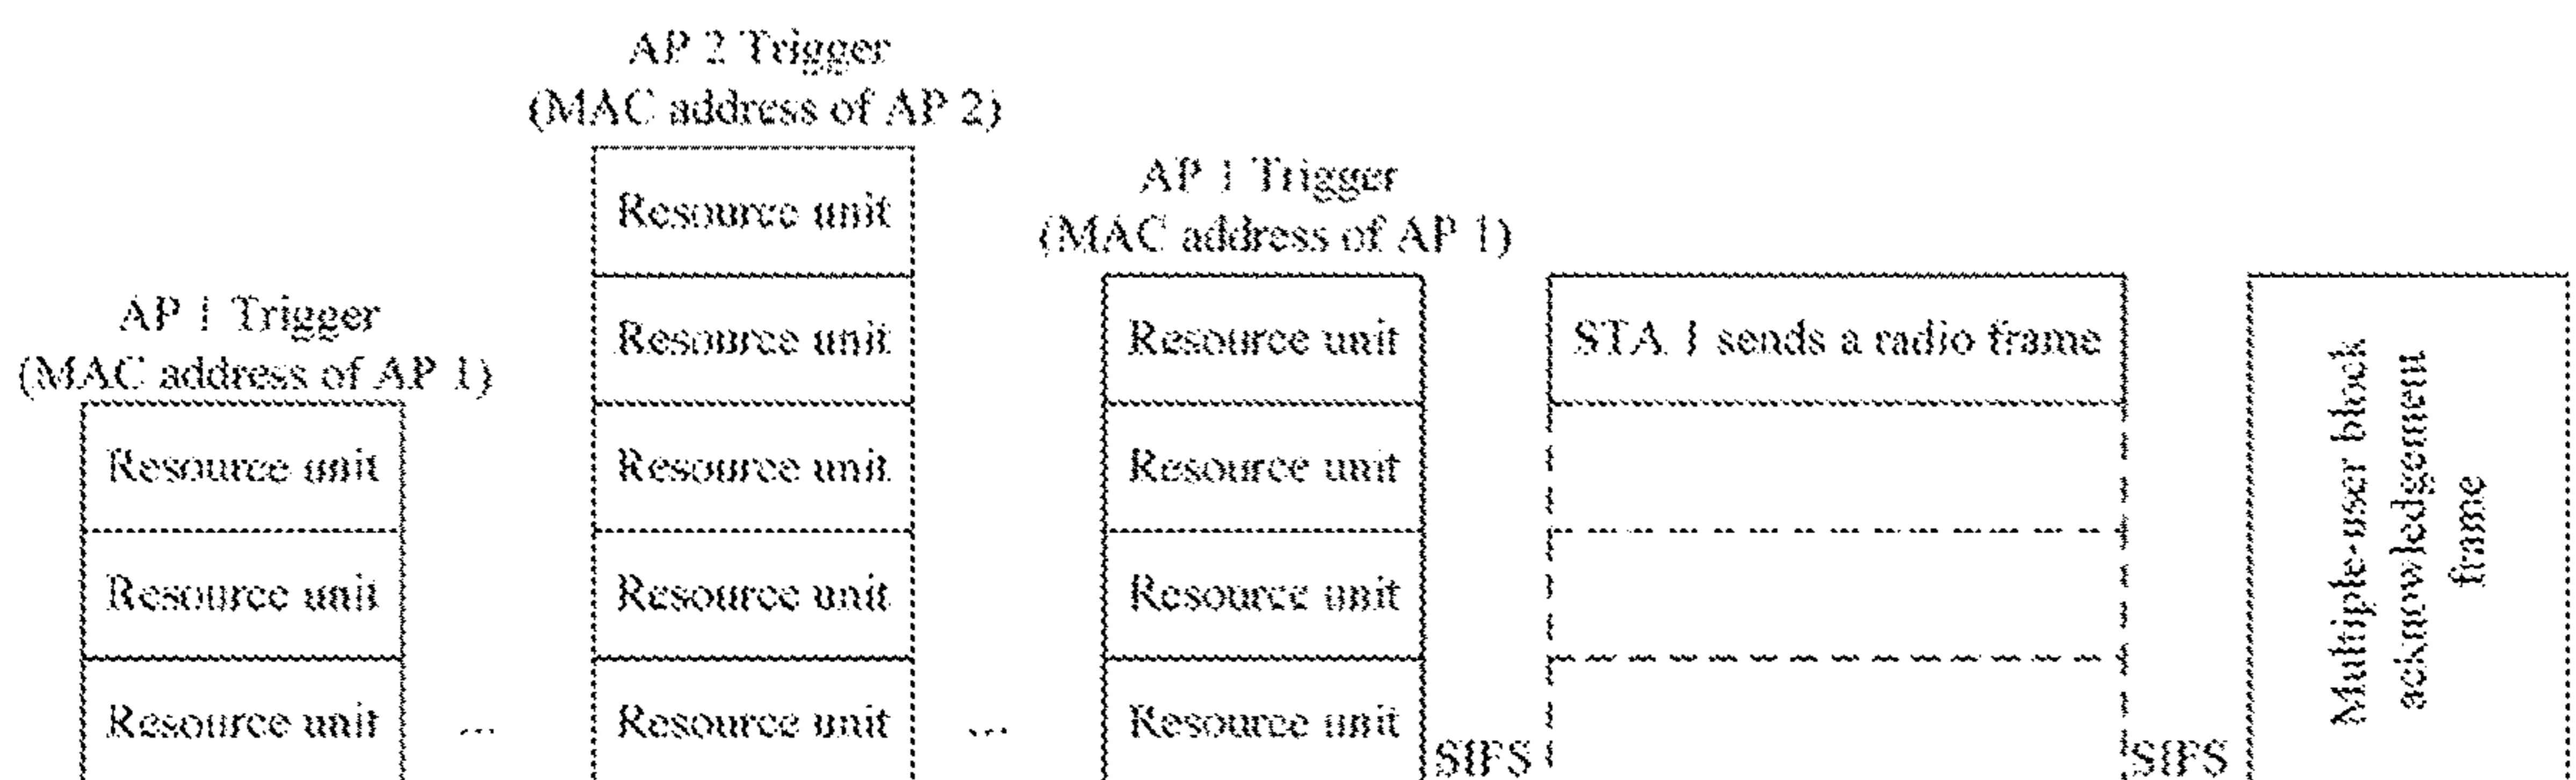 AP 2 Trigger
(MAC address of AP 2)
AP 1 Trigger
(MAC address of AP 1)
AP 1 Trigger
(MAC address of AP 1)
Resource unit
Resource unit
Resource unit
Resource unit
Resource unit
Resource unit
Resource unit
Resource unit
Resource unit
Resource unit
Resource unit
Resource unit
...
...
SIFS
STA 1 sends a radio frame
SIFS
Multiple-user block
acknowledgement
frame